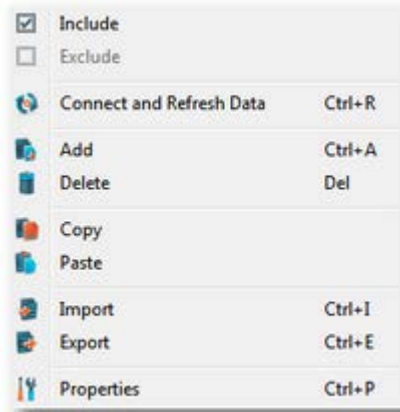 Include
Exclude
Connect and Refresh Data Ctrl+R
Add Ctrl+A
Delete Del
Copy
Paste
Import Ctrl+I
Export Ctrl+E
Properties Ctrl+P